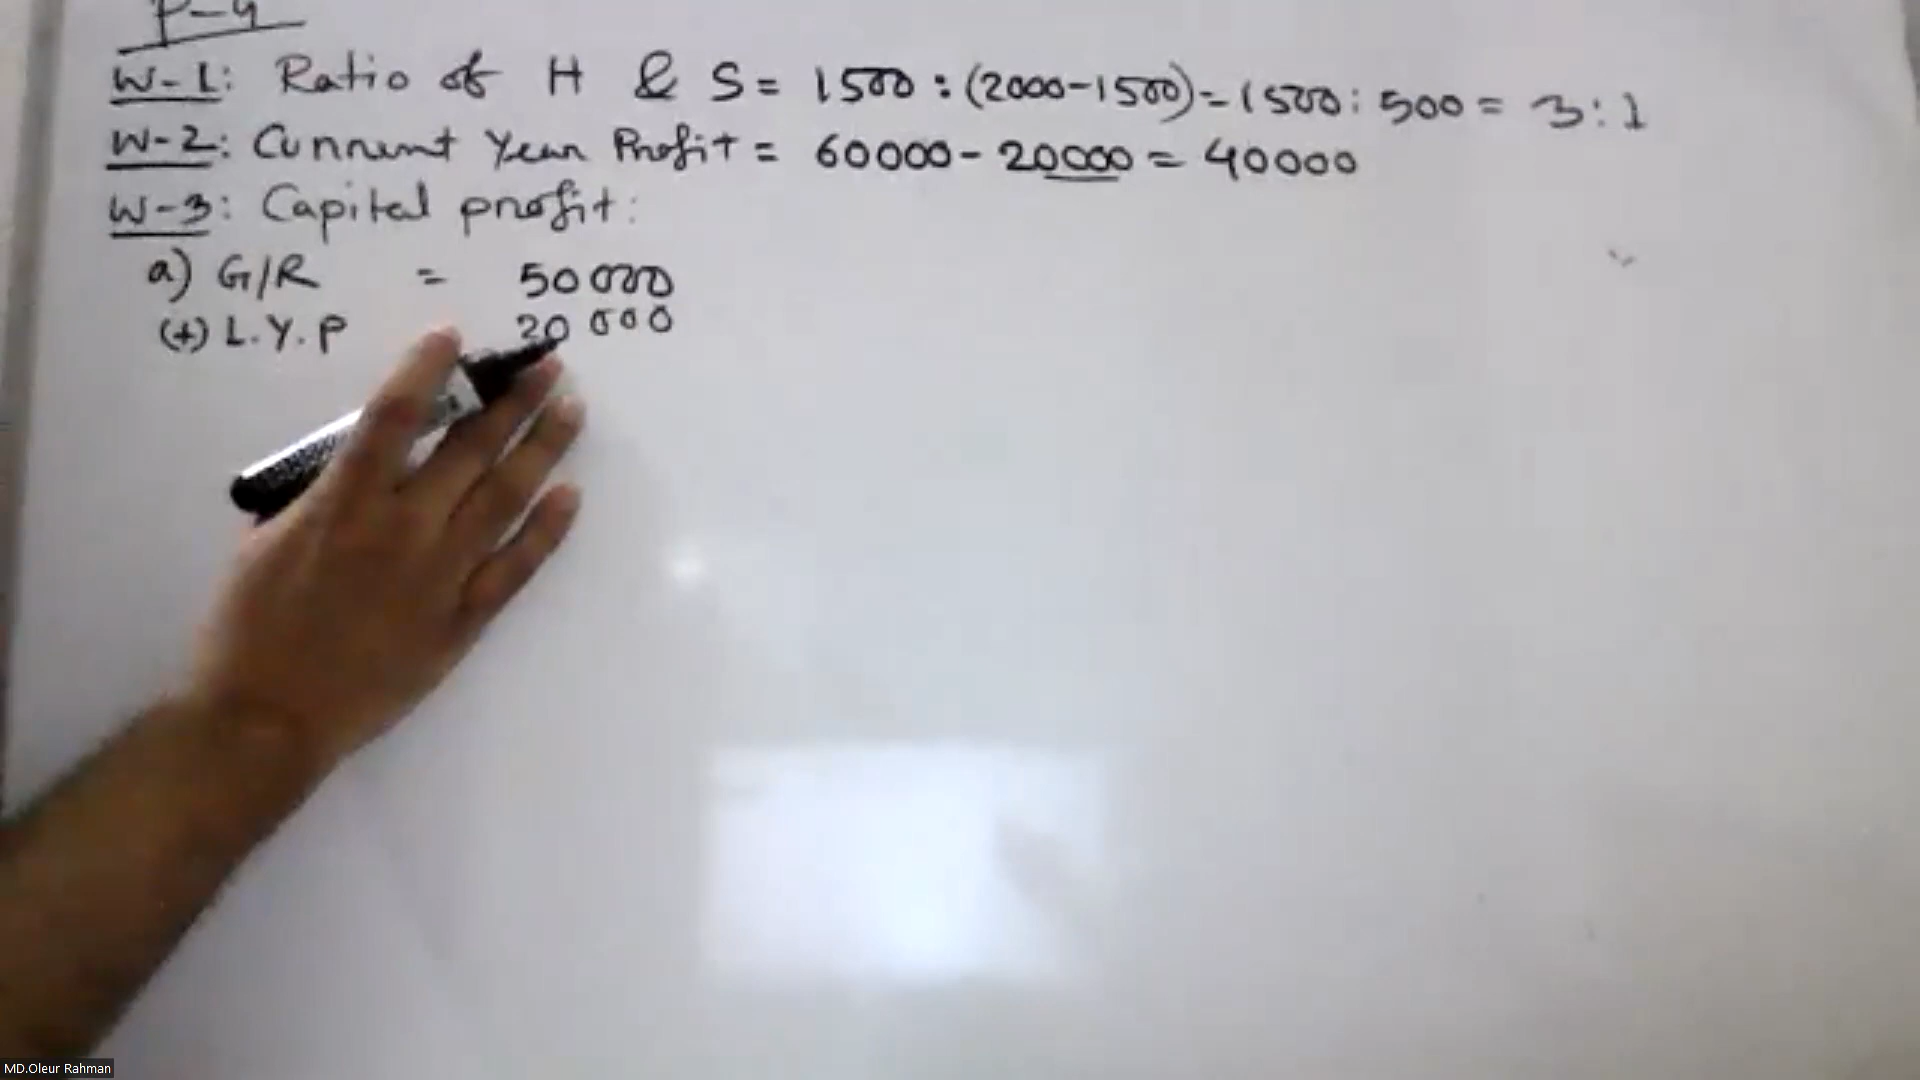 P-4
W-1: Ratio of H & S = 1500 : (2000-1500) = 1500 : 500 = 3 : 1
W-2: Current Year Profit = 60000 - 20000 = 40000
W-3: Capital profit:
a) G/R = 50000
(+) L.Y.P 20000
MD.Oleur Rahman